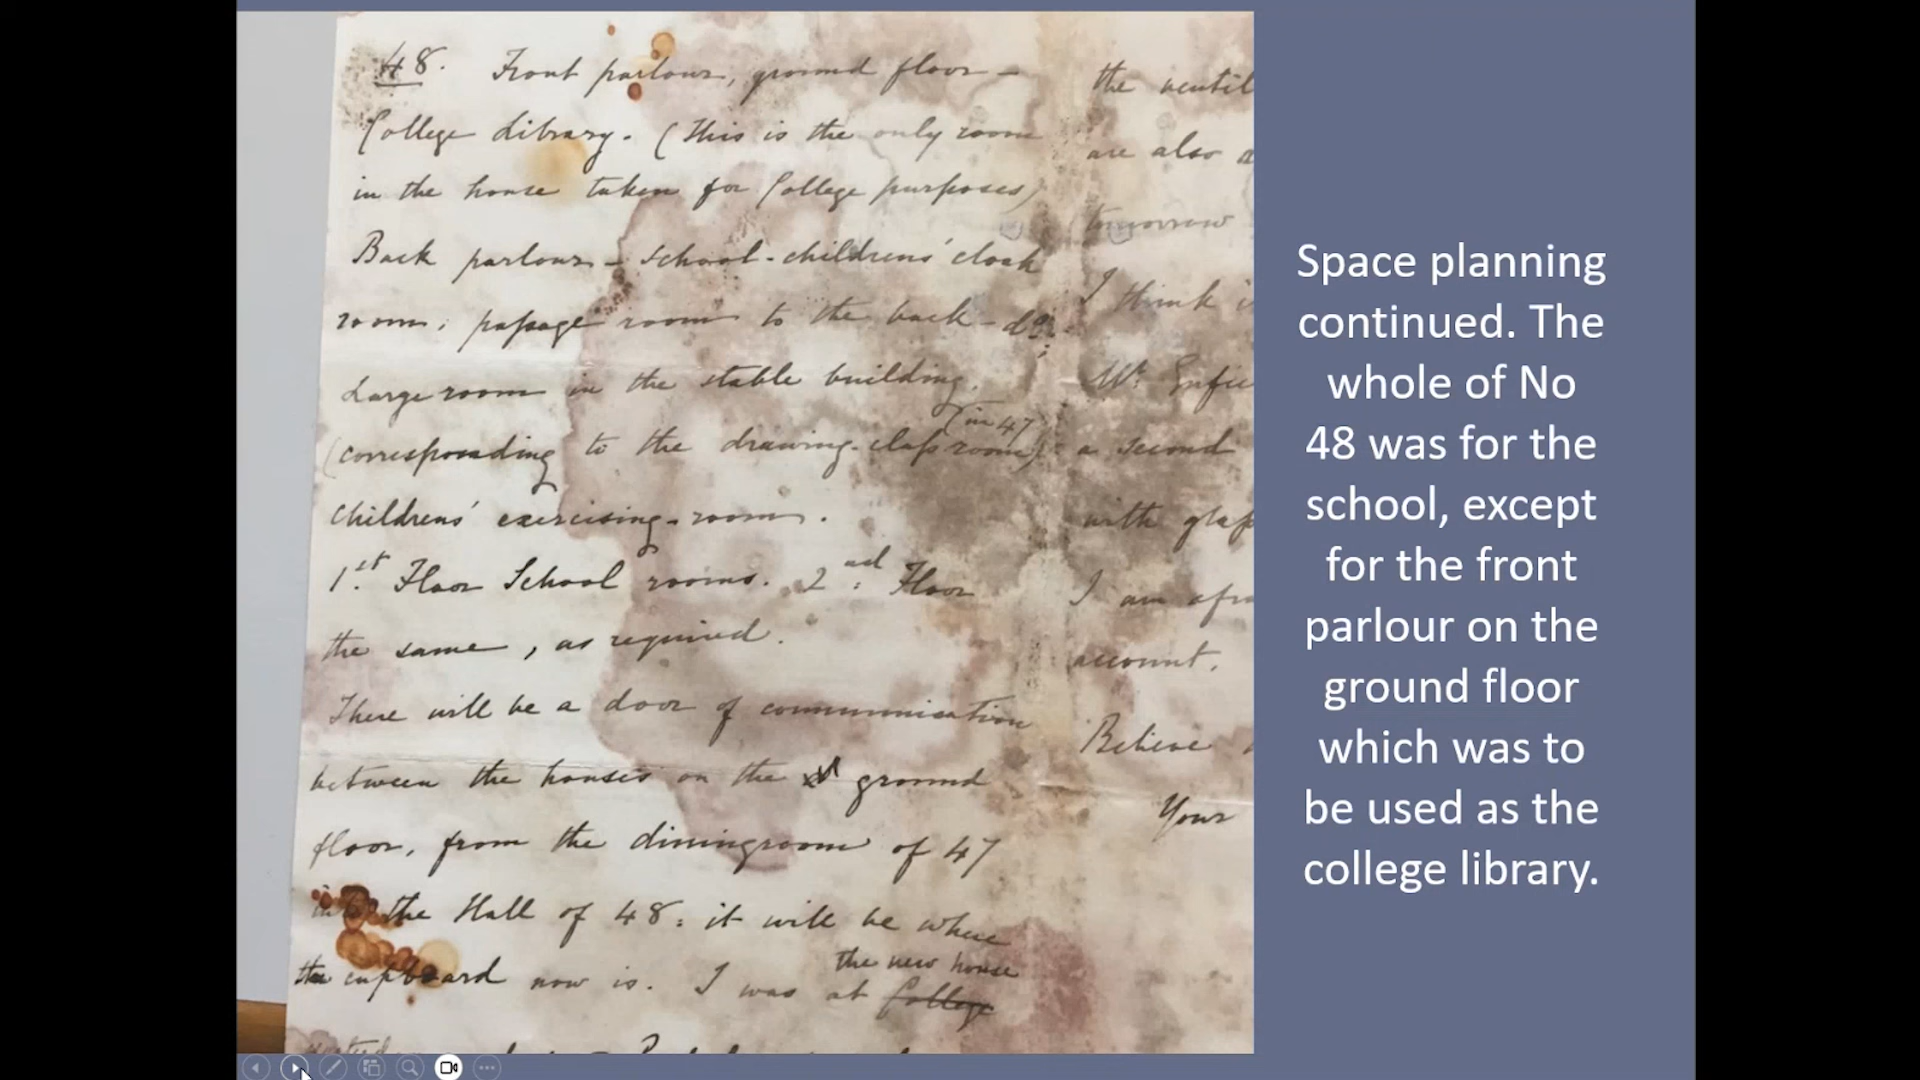 48. Front parlour, ground floor -
College Library. (This is the only room
in the house taken for College purposes)
Back parlour - School-childrens' cloak
room; passage room to the back - do;
Large room in the stable building.
(corresponding to the drawing-class room) (in 47
childrens' exercising-room.
1st. Floor School rooms. 2nd. Floor
the same, as required.
There will be a door of communication
between the houses on the ground
floor, from the diningroom of 47
into the Hall of 48: it will be where
the cupboard now is. I was at College
the new house
the ventil
are also
tomorrow
I think
Mr. Enfie
a second
with glass
I am afra
account.
Believe
Your
Space planning
continued. The
whole of No
48 was for the
school, except
for the front
parlour on the
ground floor
which was to
be used as the
college library.